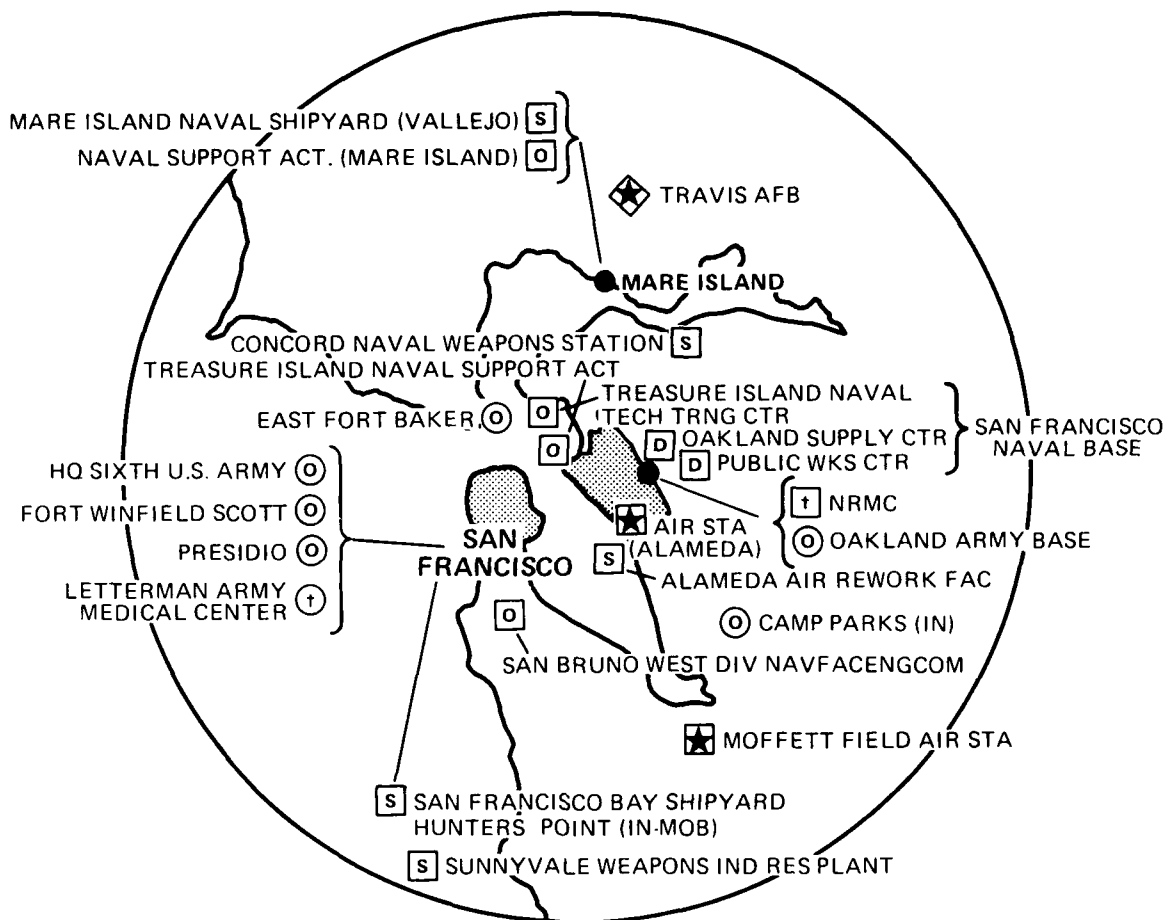 MARE ISLAND NAVAL SHIPYARD (VALLEJO) S
NAVAL SUPPORT ACT. (MARE ISLAND) O
TRAVIS AFB
MARE ISLAND
CONCORD NAVAL WEAPONS STATION S
TREASURE ISLAND NAVAL SUPPORT ACT
EAST FORT BAKER O
O TREASURE ISLAND NAVAL
TECH TRNG CTR
O
D OAKLAND SUPPLY CTR
D PUBLIC WKS CTR
SAN FRANCISCO
NAVAL BASE
HQ SIXTH U.S. ARMY O
FORT WINFIELD SCOTT O
PRESIDIO O
LETTERMAN ARMY
MEDICAL CENTER †
SAN
FRANCISCO
† NRMC
O OAKLAND ARMY BASE
AIR STA
(ALAMEDA)
S ALAMEDA AIR REWORK FAC
O CAMP PARKS (IN)
O
SAN BRUNO WEST DIV NAVFACENGCOM
MOFFETT FIELD AIR STA
S SAN FRANCISCO BAY SHIPYARD
HUNTERS POINT (IN-MOB)
S SUNNYVALE WEAPONS IND RES PLANT